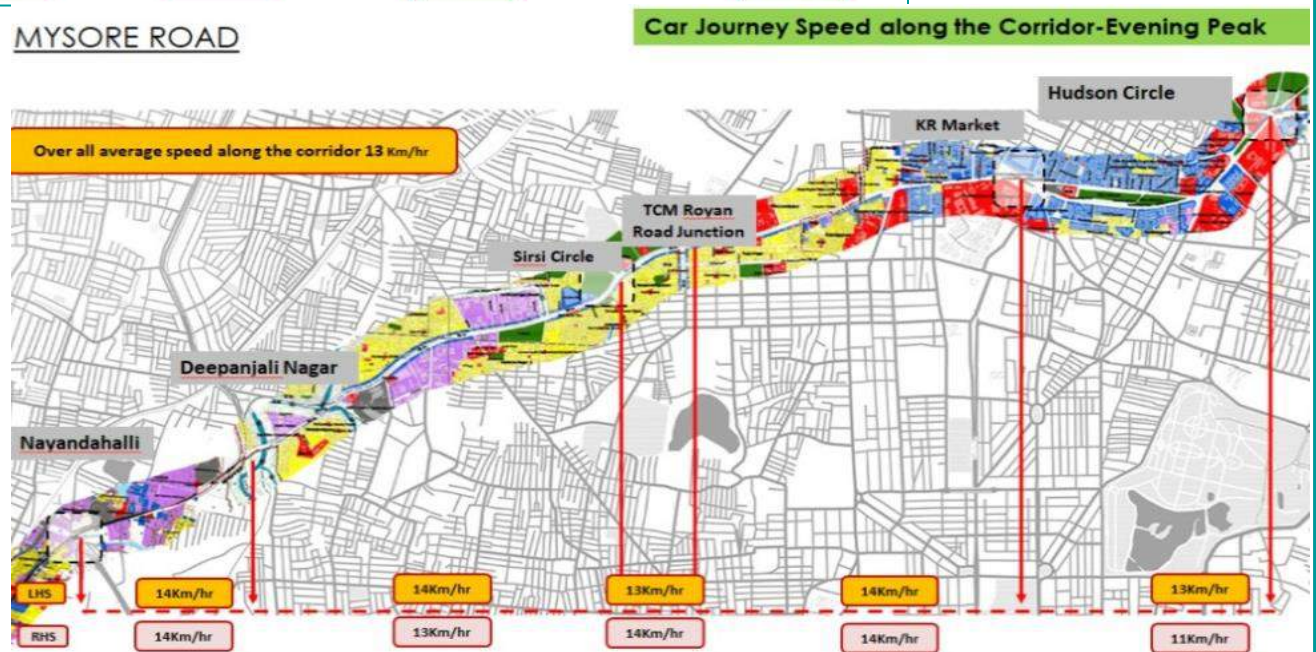 MYSORE ROAD
Car Journey Speed along the Corridor-Evening Peak
Hudson Circle
KR Market
Over all average speed along the corridor 13 Km/hr
TCM Royan
Road Junction
Sirsi Circle
Deepanjali Nagar
Nayandahalli
LHS
14Km/hr
14Km/hr
13Km/hr
14Km/hr
13Km/hr
RHS
14Km/hr
13Km/hr
14Km/hr
14Km/hr
11Km/hr